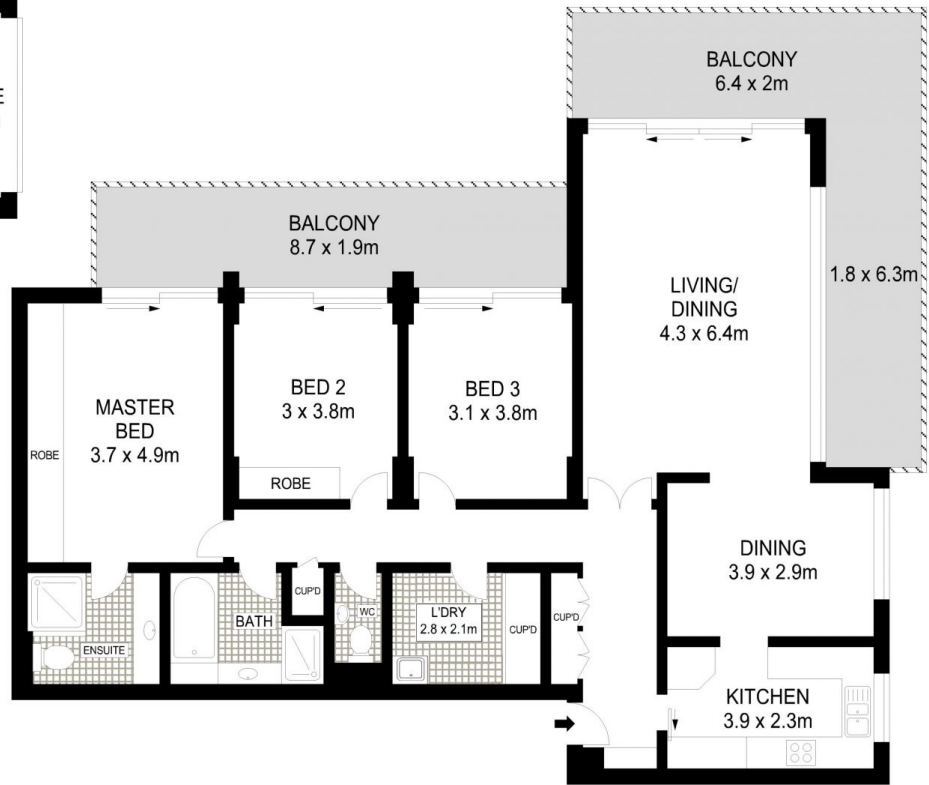 E
BALCONY
6.4 x 2m
BALCONY
8.7 x 1.9m
1.8 x 6.3m
LIVING/
DINING
4.3 x 6.4m
MASTER
BED
3.7 x 4.9m
BED 2
3 x 3.8m
BED 3
3.1 x 3.8m
ROBE
ROBE
DINING
3.9 x 2.9m
ENSUITE
BATH
CUP'D
WC
L'DRY
2.8 x 2.1m
CUP'D
CUP'D
KITCHEN
3.9 x 2.3m